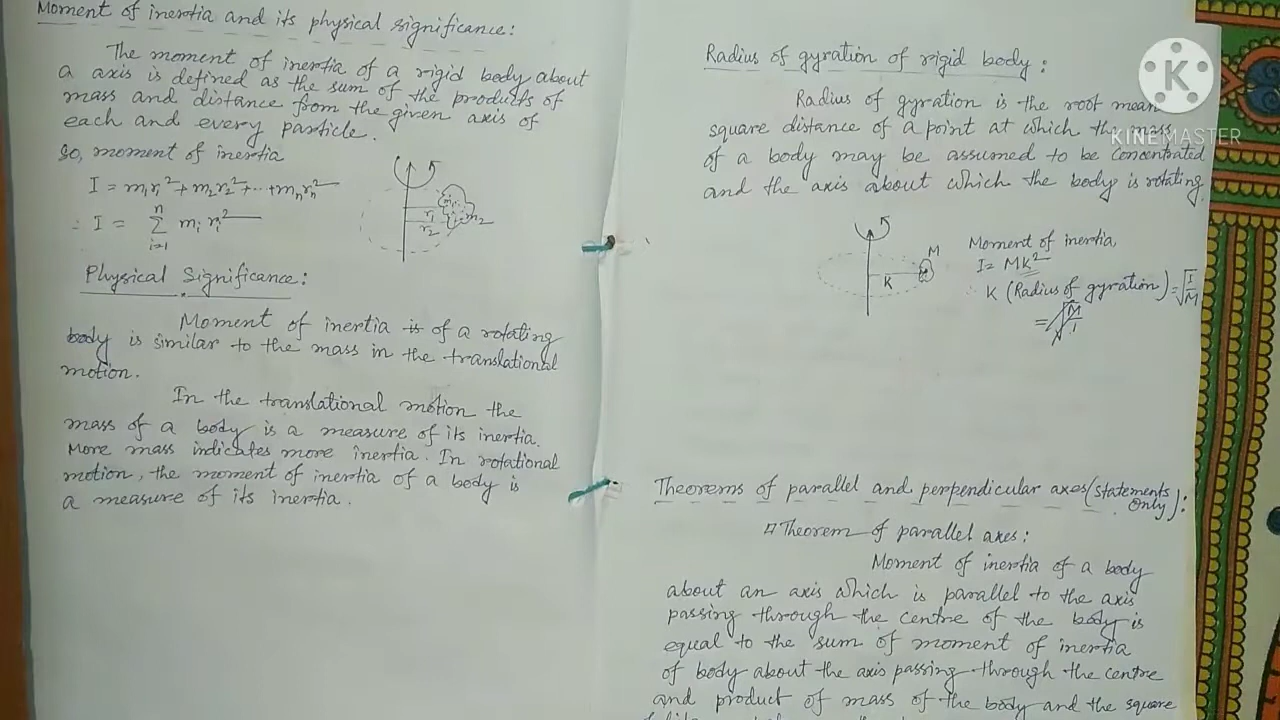 Moment of inertia and its physical significance:
The moment of inertia of a rigid body about
a axis is defined as the sum of the products of
mass and distance from the given axis of
each and every particle.
So, moment of inertia
I = m₁r₁² + m₂r₂² + ... + mₙrₙ²
∴ I = Σ mᵢ rᵢ²
n
i=1
m₁
r₁
m₂
r₂
Physical Significance:
Moment of inertia is of a rotating
body is similar to the mass in the translational
motion.
In the translational motion the
mass of a body is a measure of its inertia.
More mass indicates more inertia. In rotational
motion, the moment of inertia of a body is
a measure of its inertia.
Radius of gyration of rigid body:
Radius of gyration is the root mean
square distance of a point at which the mass
of a body may be assumed to be concentrated
and the axis about which the body is rotating.
M
K
Moment of inertia,
I = MK²
∴ K (Radius of gyration) = √I/M
= √M/I
Theorems of parallel and perpendicular axes (Statements
Only):
Theorem of parallel axes:
Moment of inertia of a body
about an axis which is parallel to the axis
passing through the centre of the body is
equal to the sum of moment of inertia
of body about the axis passing through the centre
and product of mass of the body and the square
K
KINEMASTER